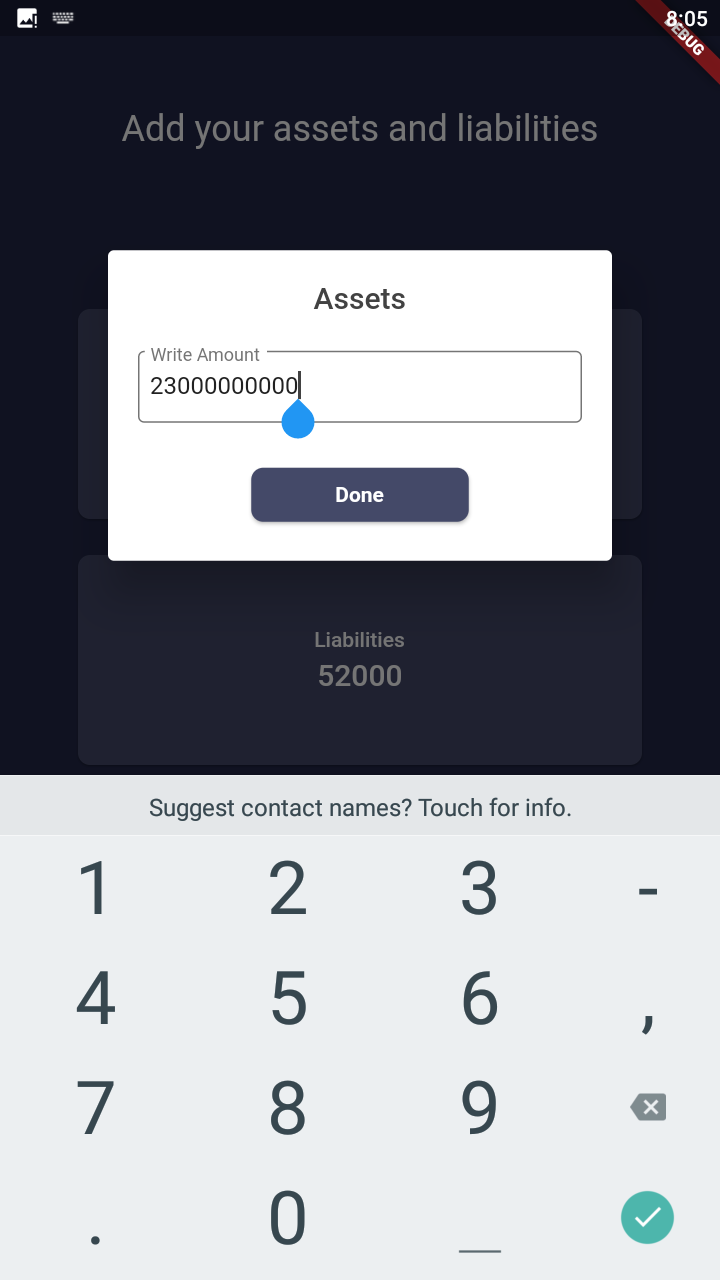 8:05
DEBUG
Add your assets and liabilities
Assets
Write Amount
23000000000
Done
Liabilities
52000
Suggest contact names? Touch for info.
1 2 3 -
4 5 6 ,
7 8 9
. 0 _